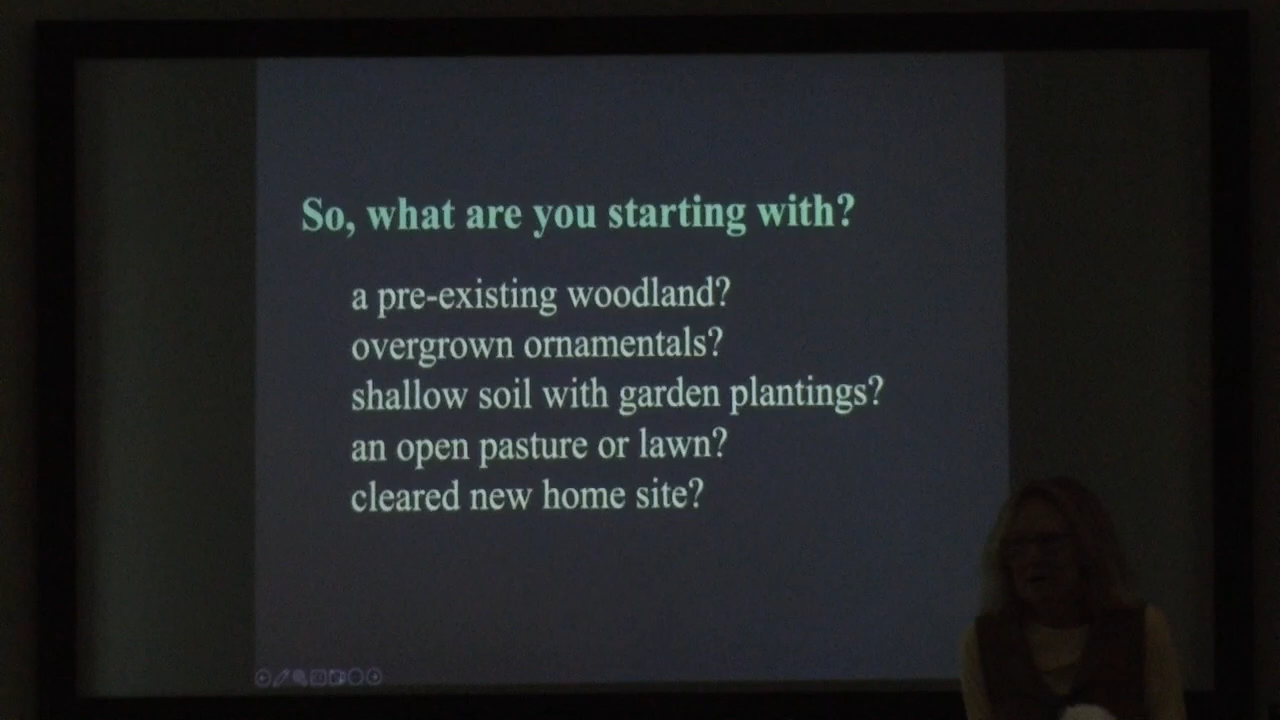 So, what are you starting with?
a pre-existing woodland?
overgrown ornamentals?
shallow soil with garden plantings?
an open pasture or lawn?
cleared new home site?